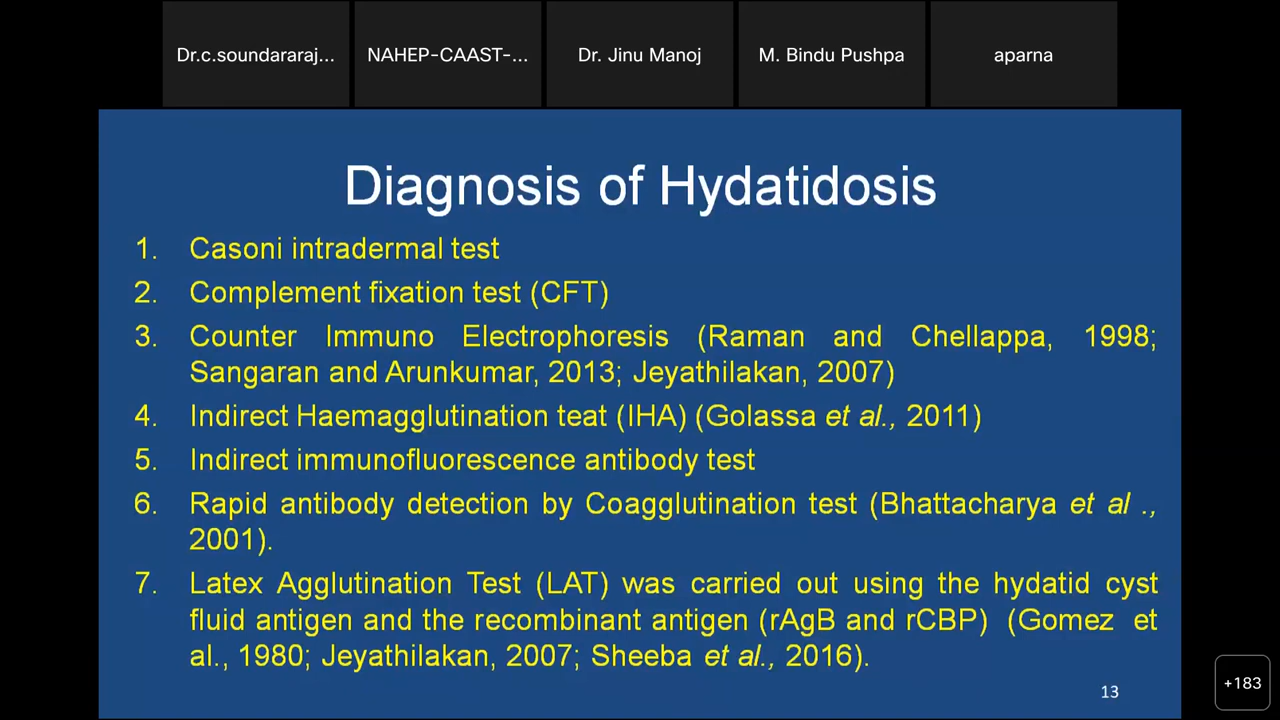 Dr.c.soundararaj... NAHEP-CAAST-... Dr. Jinu Manoj M. Bindu Pushpa aparna
Diagnosis of Hydatidosis
1. Casoni intradermal test
2. Complement fixation test (CFT)
3. Counter Immuno Electrophoresis (Raman and Chellappa, 1998;
Sangaran and Arunkumar, 2013; Jeyathilakan, 2007)
4. Indirect Haemagglutination teat (IHA) (Golassa et al., 2011)
5. Indirect immunofluorescence antibody test
6. Rapid antibody detection by Coagglutination test (Bhattacharya et al .,
2001).
7. Latex Agglutination Test (LAT) was carried out using the hydatid cyst
fluid antigen and the recombinant antigen (rAgB and rCBP) (Gomez et
al., 1980; Jeyathilakan, 2007; Sheeba et al., 2016).
13
+183